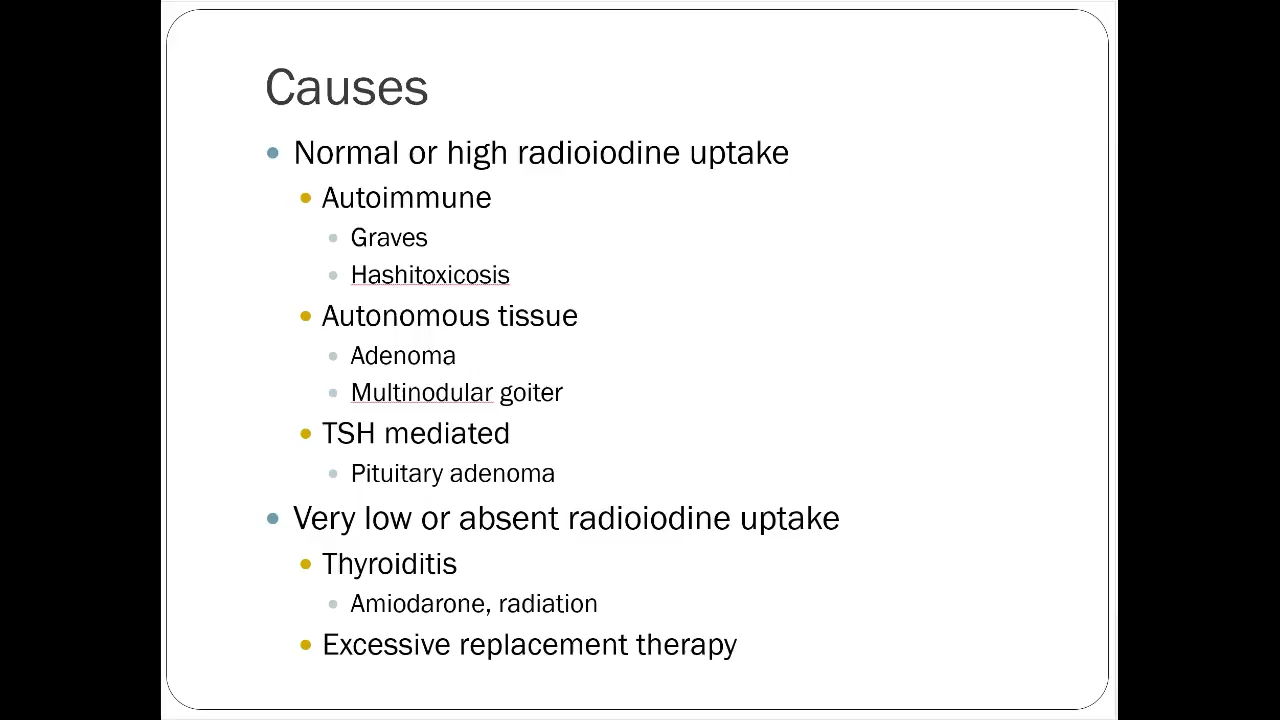 Causes
Normal or high radioiodine uptake
Autoimmune
Graves
Hashitoxicosis
Autonomous tissue
Adenoma
Multinodular goiter
TSH mediated
Pituitary adenoma
Very low or absent radioiodine uptake
Thyroiditis
Amiodarone, radiation
Excessive replacement therapy